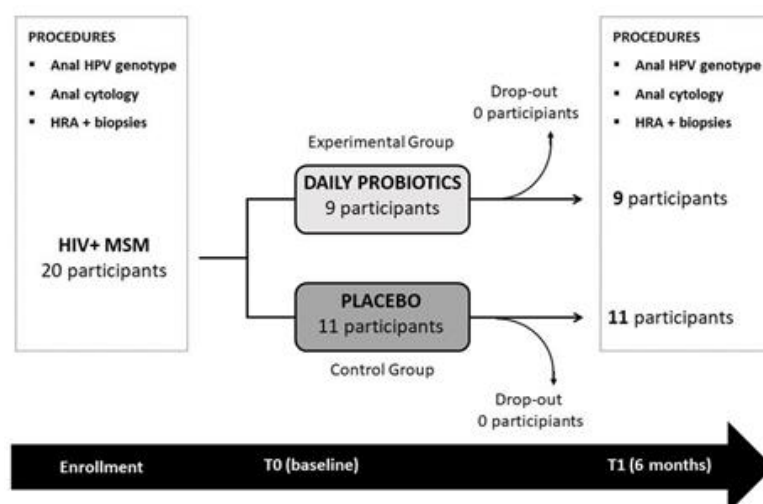 PROCEDURES
▪ Anal HPV genotype
▪ Anal cytology
▪ HRA + biopsies
HIV+ MSM
20 participants
Experimental Group
DAILY PROBIOTICS
9 participants
Drop-out
0 participiants
PLACEBO
11 participants
Control Group
Drop-out
0 participiants
PROCEDURES
▪ Anal HPV genotype
▪ Anal cytology
▪ HRA + biopsies
9 participants
11 participants
Enrollment
T0 (baseline)
T1 (6 months)